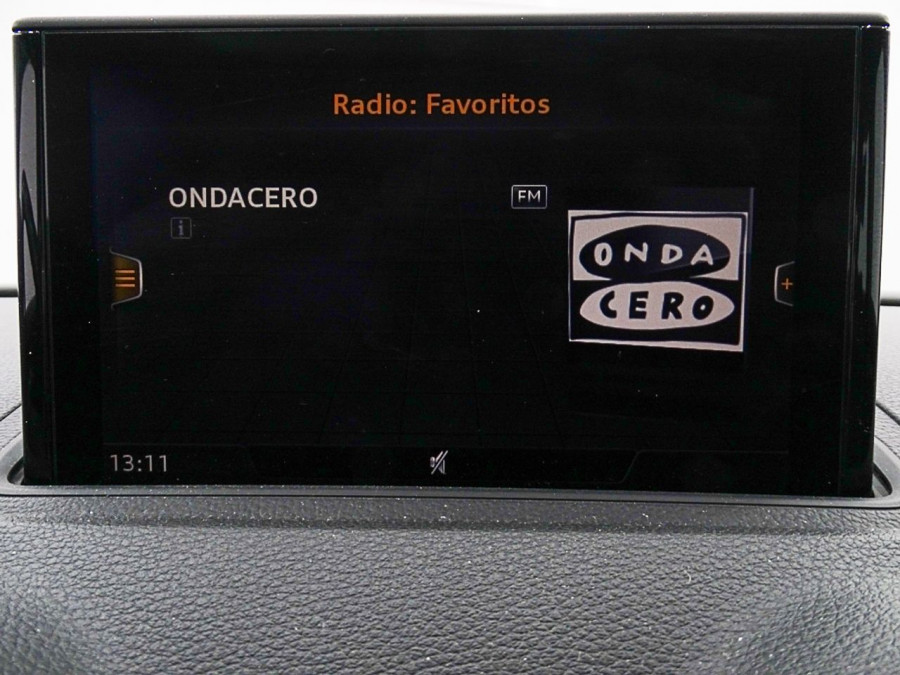 Radio: Favoritos
ONDACERO
FM
i
ONDA
CERO
13:11